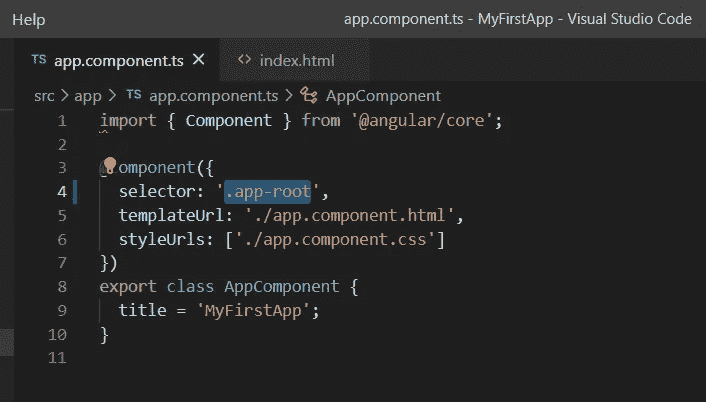 Help app.component.ts - MyFirstApp - Visual Studio Code
TS app.component.ts × <> index.html
src > app > TS app.component.ts > AppComponent
1 import { Component } from '@angular/core';
2
3 omponent({
4 selector: '.app-root',
5 templateUrl: './app.component.html',
6 styleUrls: ['./app.component.css']
7 })
8 export class AppComponent {
9 title = 'MyFirstApp';
10 }
11